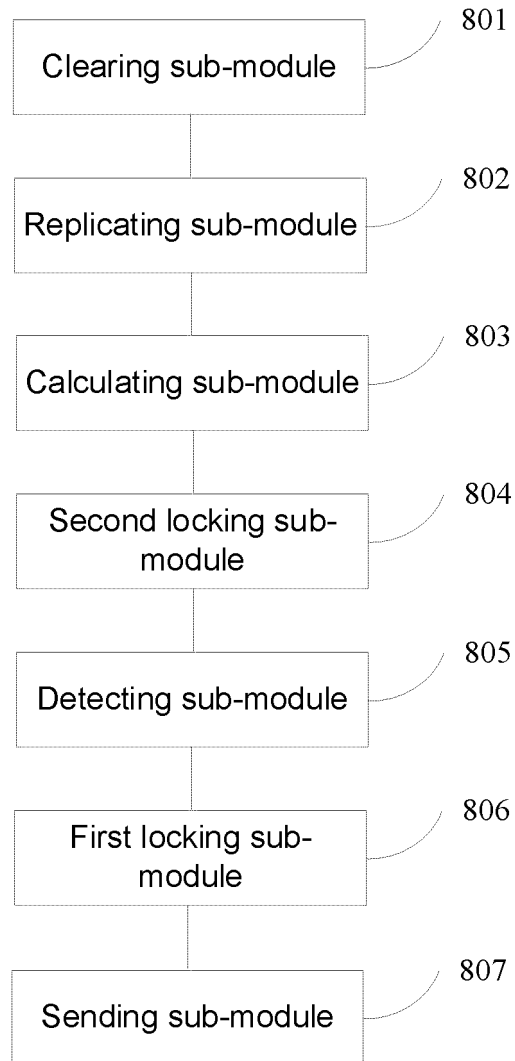 801
Clearing sub-module
802
Replicating sub-module
803
Calculating sub-module
804
Second locking sub-
module
805
Detecting sub-module
806
First locking sub-
module
807
Sending sub-module